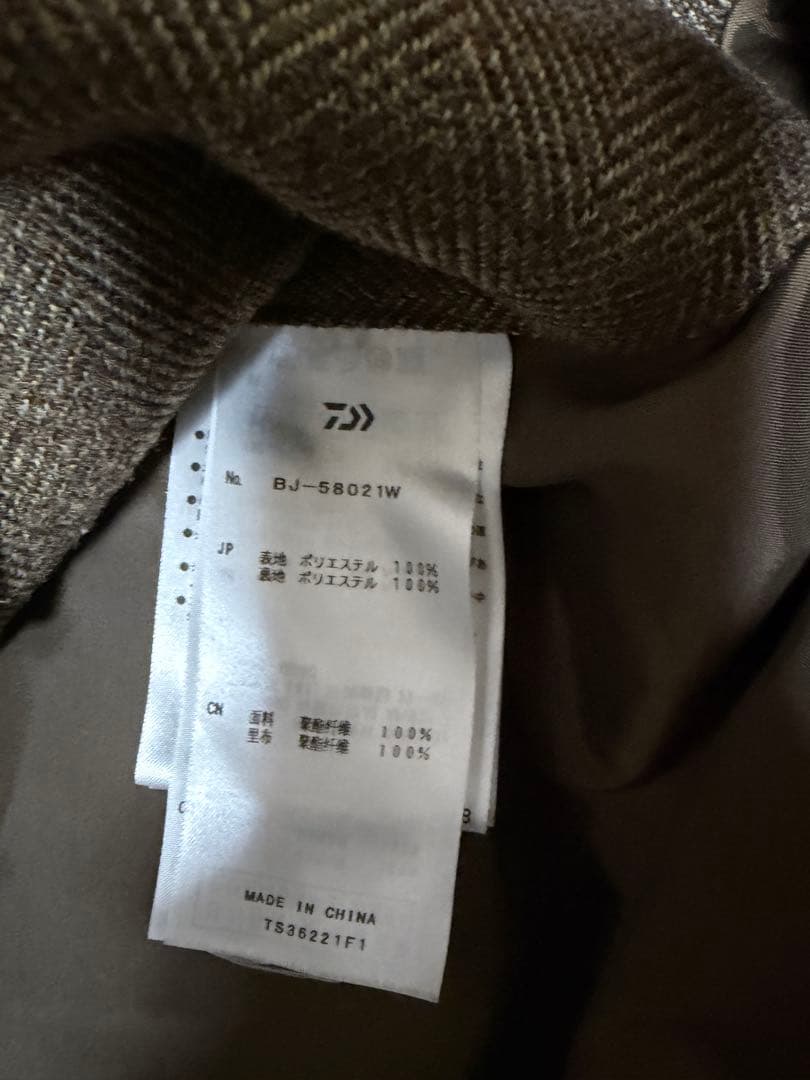 No. BJ-58021W
JP 表地 ポリエステル 100%
裏地 ポリエステル 100%
CN 面料 聚酯纤维 100%
里布 聚酯纤维 100%
MADE IN CHINA
TS36221F1